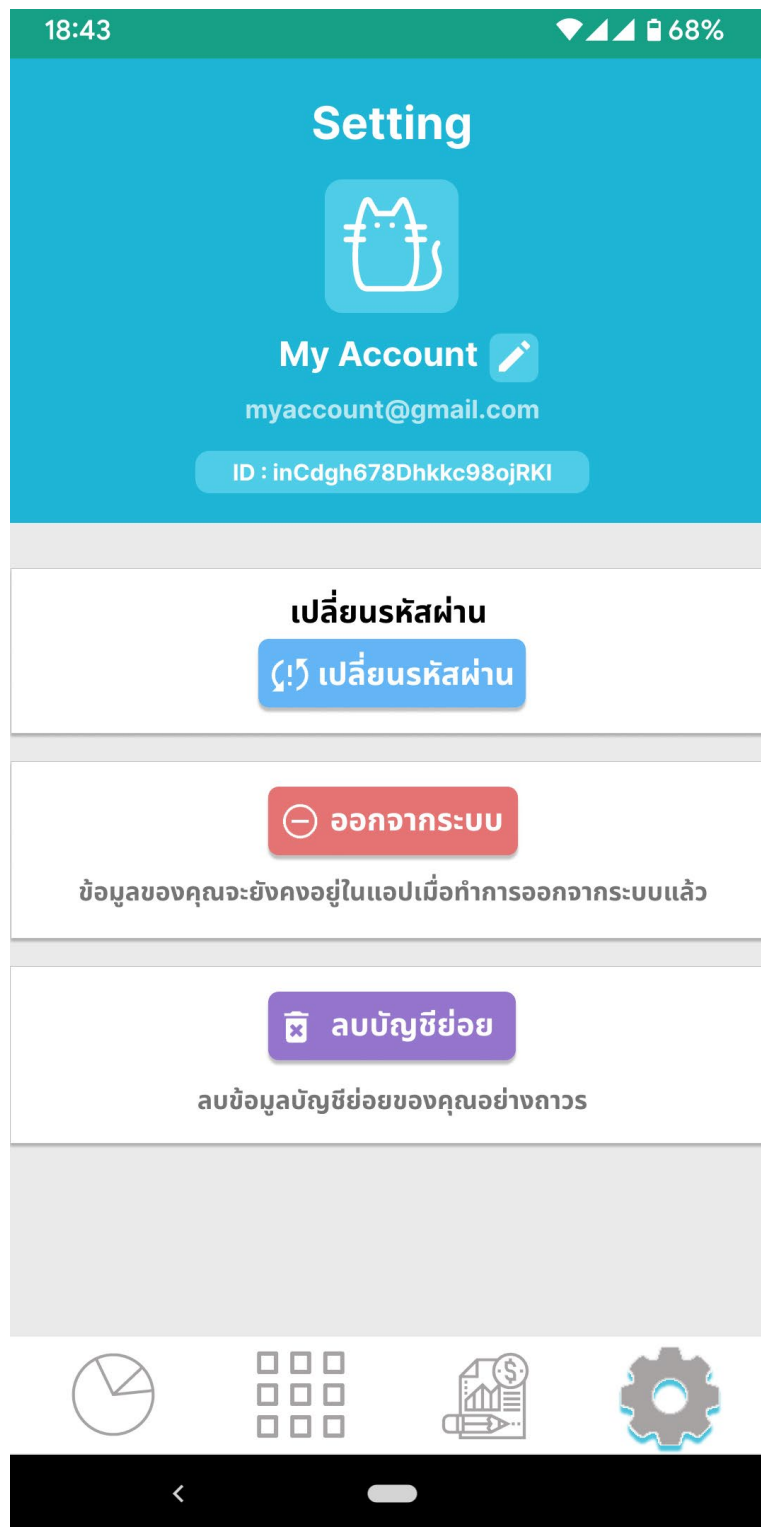 18:43
68%
Setting
My Account
myaccount@gmail.com
ID : inCdgh678Dhkkc98ojRKI
เปลี่ยนรหัสผ่าน
เปลี่ยนรหัสผ่าน
ออกจากระบบ
ข้อมูลของคุณจะยังคงอยู่ในแอปเมื่อทำการออกจากระบบแล้ว
ลบบัญชีย่อย
ลบข้อมูลบัญชีย่อยของคุณอย่างถาวร